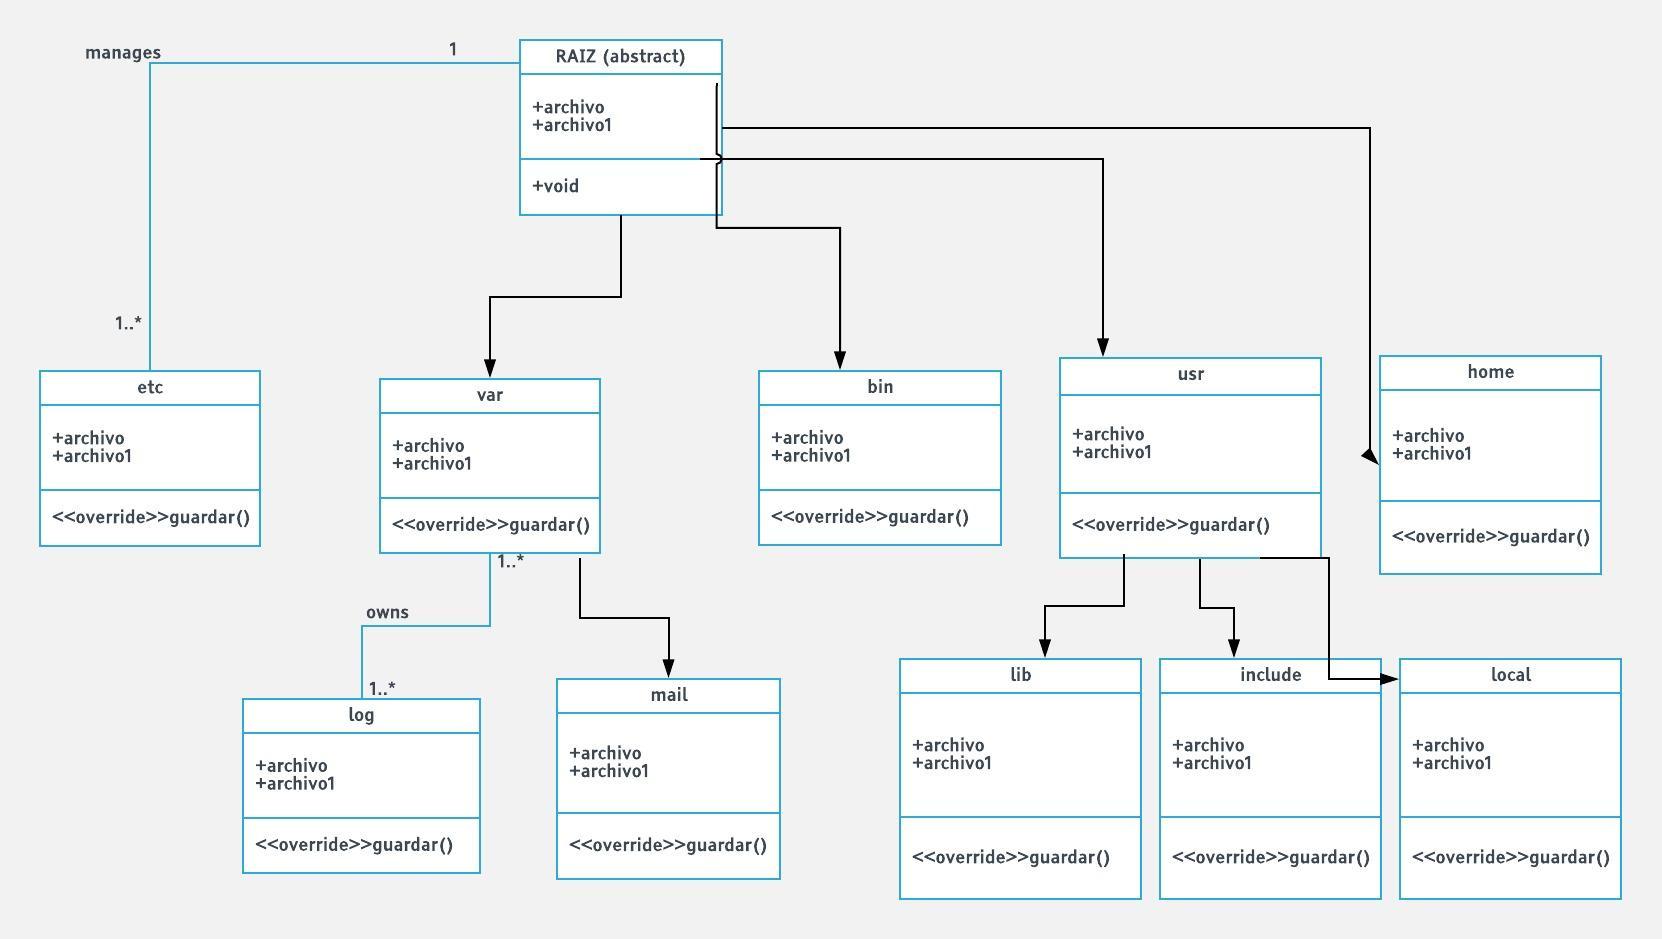 manages
1
RAIZ (abstract)
+archivo
+archivo1
+void
1..*
etc
+archivo
+archivo1
<<override>>guardar()
var
+archivo
+archivo1
<<override>>guardar()
bin
+archivo
+archivo1
<<override>>guardar()
usr
+archivo
+archivo1
<<override>>guardar()
home
+archivo
+archivo1
<<override>>guardar()
1..*
owns
1..*
log
+archivo
+archivo1
<<override>>guardar()
mail
+archivo
+archivo1
<<override>>guardar()
lib
+archivo
+archivo1
<<override>>guardar()
include
+archivo
+archivo1
<<override>>guardar()
local
+archivo
+archivo1
<<override>>guardar()